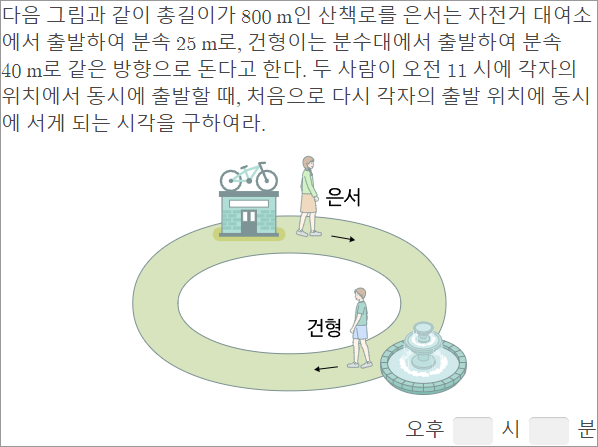 다음 그림과 같이 총길이가 800 m인 산책로를 은서는 자전거 대여소
에서 출발하여 분속 25 m로, 건형이는 분수대에서 출발하여 분속
40 m로 같은 방향으로 돈다고 한다. 두 사람이 오전 11 시에 각자의
위치에서 동시에 출발할 때, 처음으로 다시 각자의 출발 위치에 동시
에 서게 되는 시각을 구하여라.
은서
건형
오후 시 분